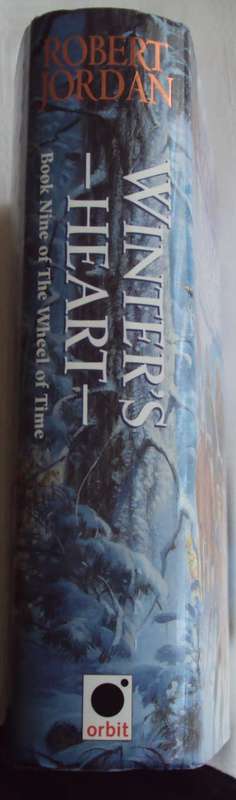 ROBERT
JORDAN
WINTER'S
– HEART –
Book Nine of The Wheel of Time
orbit